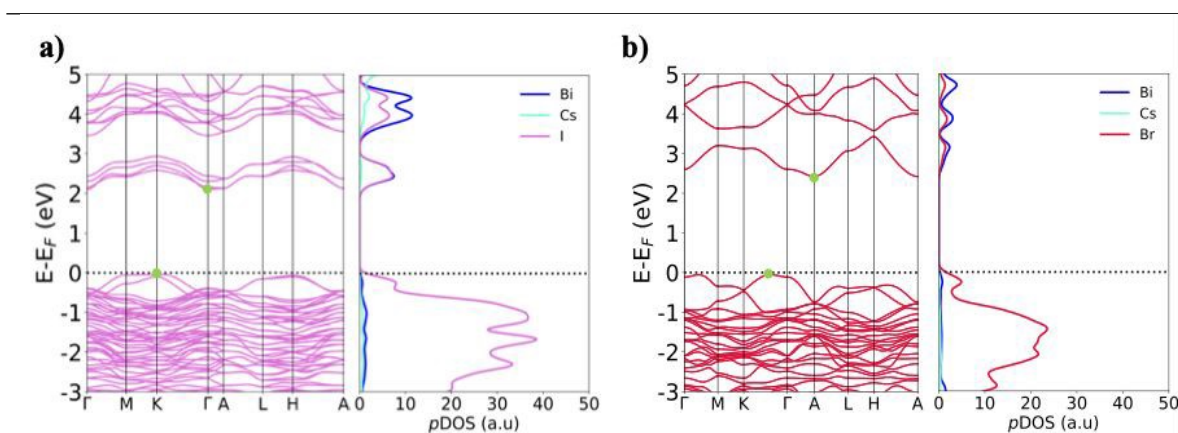 a)
b)
E-E_F (eV)
5
4
3
2
1
0
-1
-2
-3
Γ M K Γ A L H A
Bi
Cs
I
0 10 20 30 40 50
pDOS (a.u)
E-E_F (eV)
5
4
3
2
1
0
-1
-2
-3
Γ M K Γ A L H A
Bi
Cs
Br
0 10 20 30 40 50
pDOS (a.u)